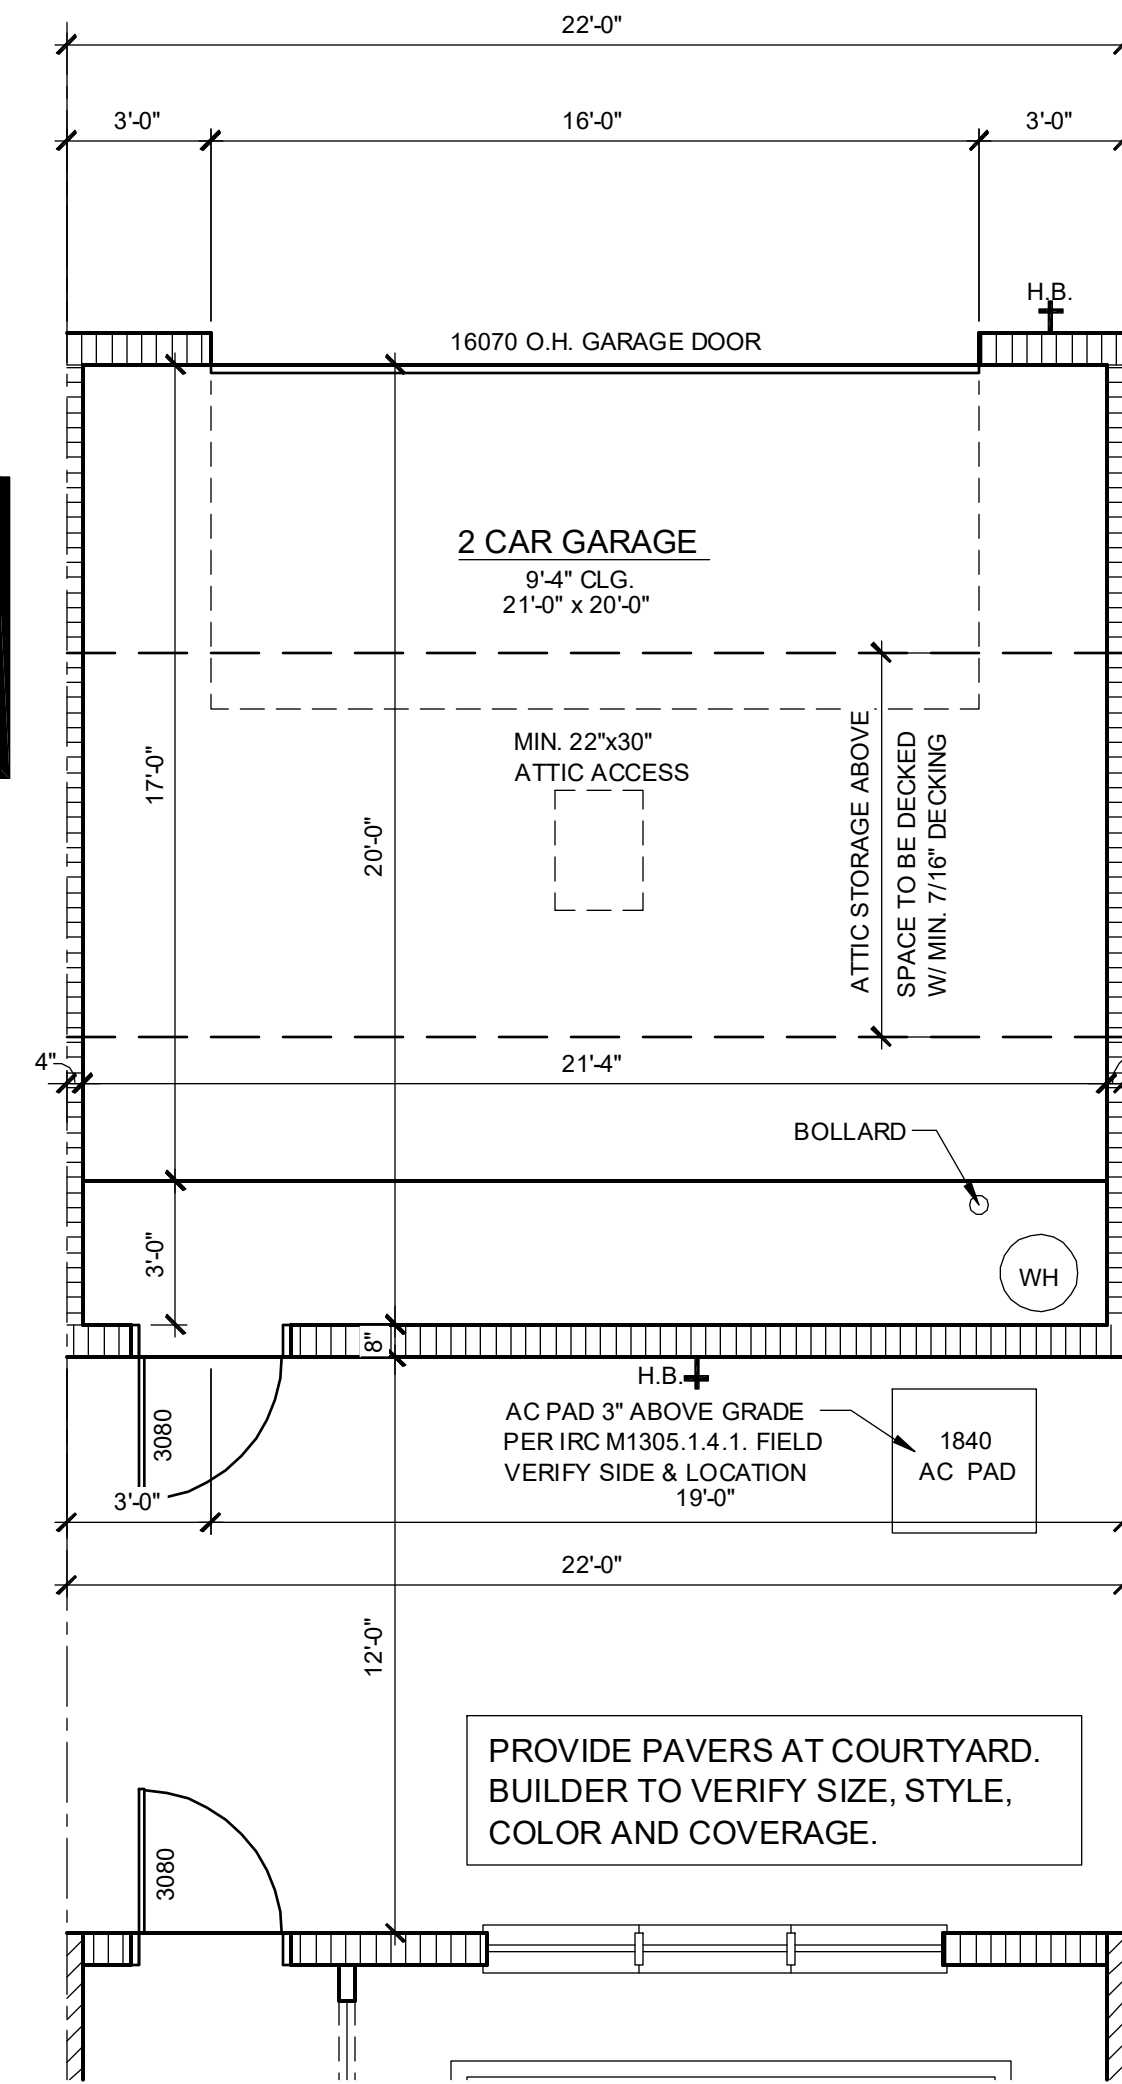 22'-0"
3'-0"
16'-0"
3'-0"
H.B.
16070 O.H. GARAGE DOOR
2 CAR GARAGE
9'-4" CLG.
21'-0" x 20'-0"
MIN. 22"x30"
ATTIC ACCESS
17'-0"
20'-0"
ATTIC STORAGE ABOVE
SPACE TO BE DECKED
W/ MIN. 7/16" DECKING
4"
21'-4"
BOLLARD
3'-0"
WH
8"
H.B.
AC PAD 3" ABOVE GRADE
PER IRC M1305.1.4.1. FIELD
VERIFY SIDE & LOCATION
1840
AC PAD
3080
3'-0"
19'-0"
22'-0"
12'-0"
PROVIDE PAVERS AT COURTYARD.
BUILDER TO VERIFY SIZE, STYLE,
COLOR AND COVERAGE.
3080